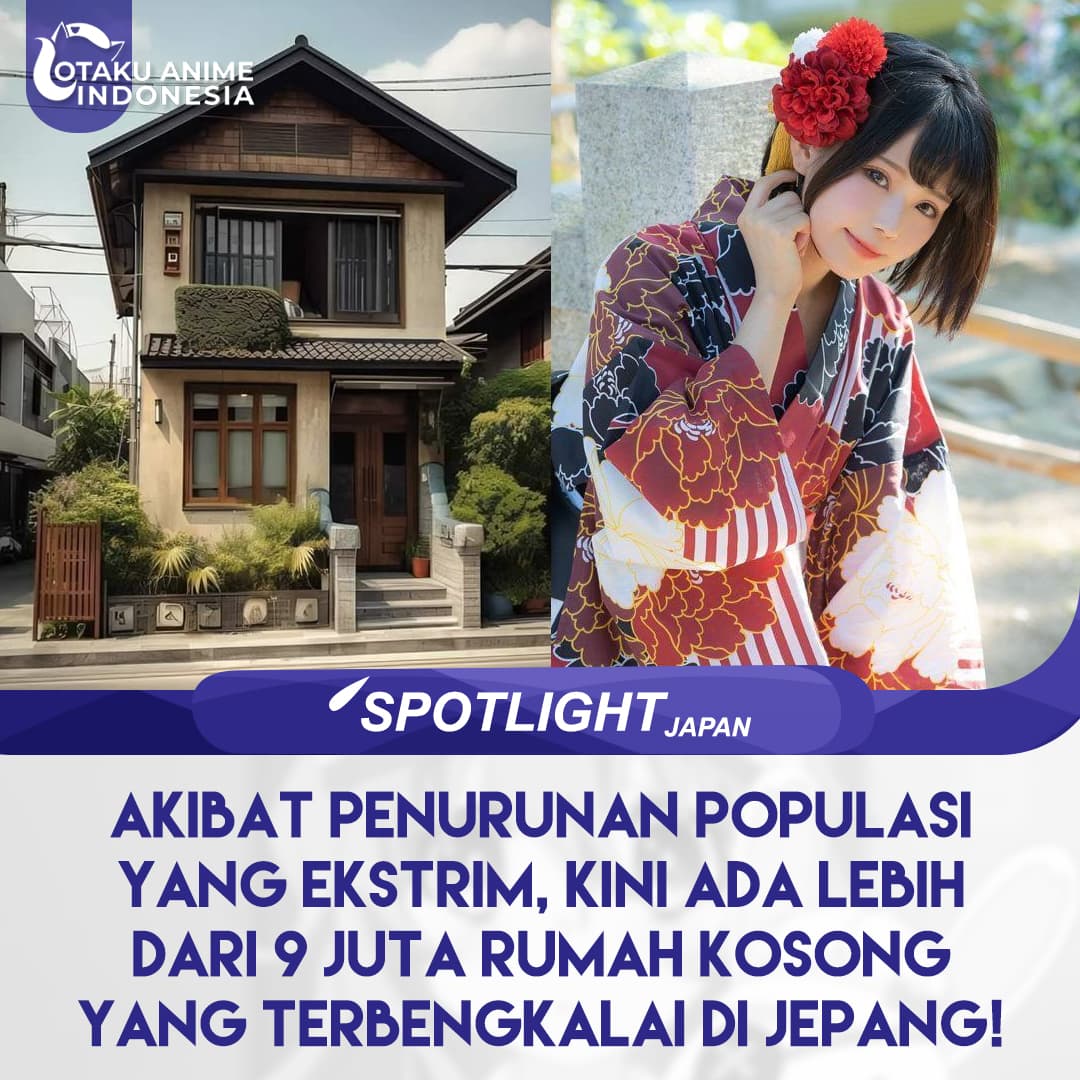 OTAKU ANIME
INDONESIA
SPOTLIGHT JAPAN
AKIBAT PENURUNAN POPULASI
YANG EKSTRIM, KINI ADA LEBIH
DARI 9 JUTA RUMAH KOSONG
YANG TERBENGKALAI DI JEPANG!